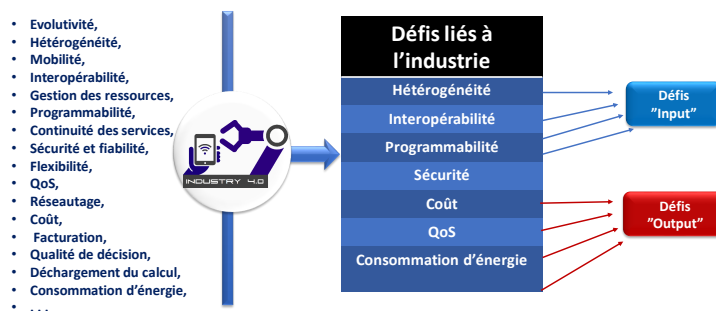 • Evolutivité,
• Hétérogénéité,
• Mobilité,
• Interopérabilité,
• Gestion des ressources,
• Programmabilité,
• Continuité des services,
• Sécurité et fiabilité,
• Flexibilité,
• QoS,
• Réseautage,
• Coût,
• Facturation,
• Qualité de décision,
• Déchargement du calcul,
• Consommation d’énergie,
• ...
INDUSTRY 4.0
Défis liés à
l’industrie
Hétérogénéité
Interopérabilité
Programmabilité
Sécurité
Coût
QoS
Consommation d’énergie
Défis
”Input”
Défis
”Output”